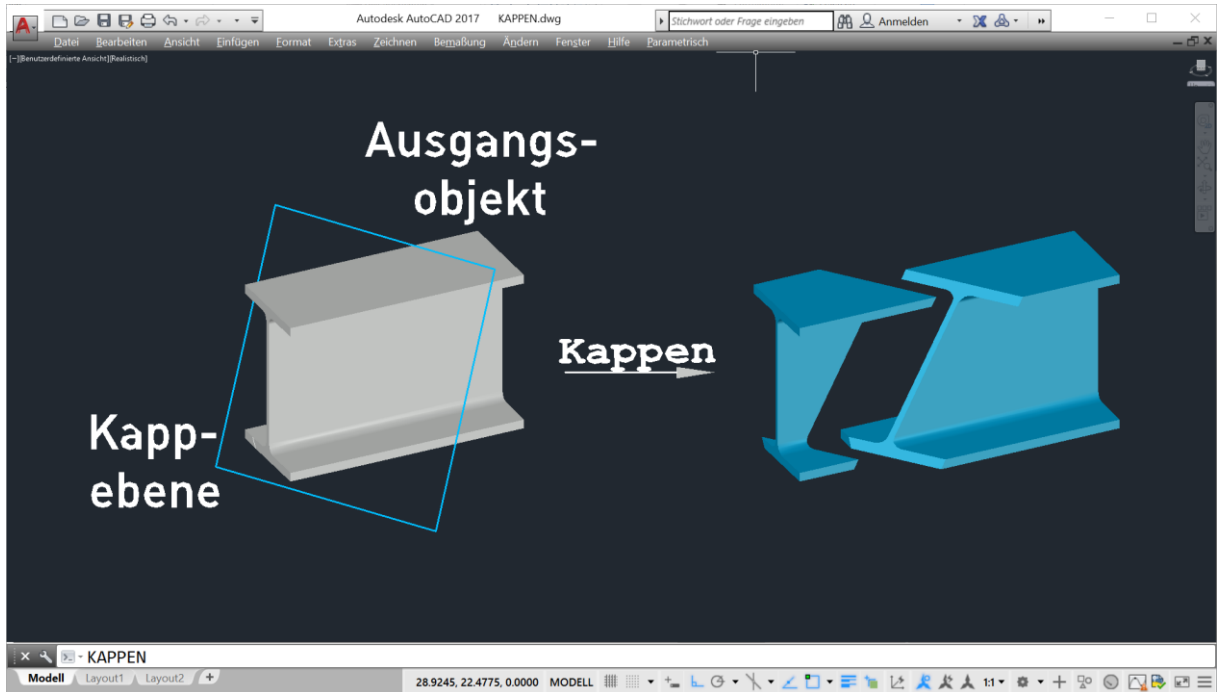 A.
Autodesk AutoCAD 2017 KAPPEN.dwg
Stichwort oder Frage eingeben
Anmelden
Datei Bearbeiten Ansicht Einfügen Format Extras Zeichnen Bemaßung Ändern Fenster Hilfe Parametrisch
[−][Benutzerdefinierte Ansicht][Realistisch]
Ausgangs-
objekt
Kappen
Kapp-
ebene
KAPPEN
Modell Layout1 Layout2 +
28.9245, 22.4775, 0.0000 MODELL 1:1